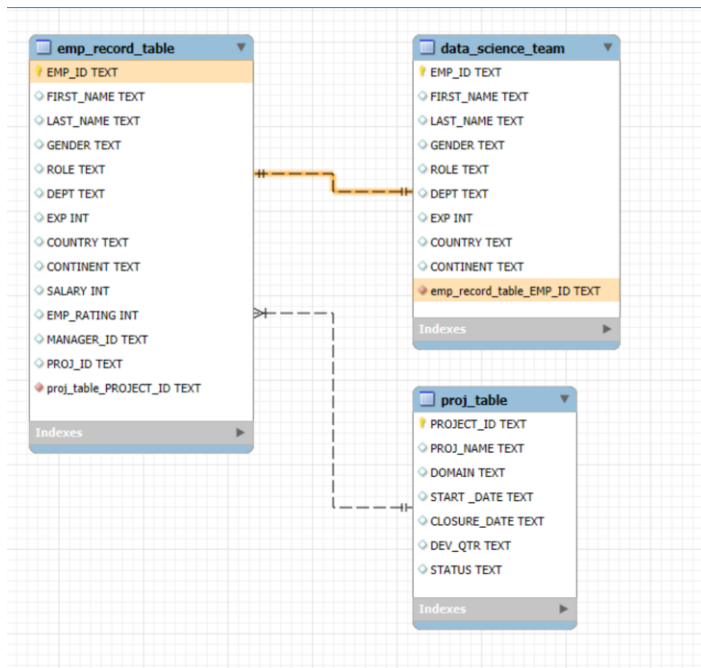 emp_record_table
EMP_ID TEXT
FIRST_NAME TEXT
LAST_NAME TEXT
GENDER TEXT
ROLE TEXT
DEPT TEXT
EXP INT
COUNTRY TEXT
CONTINENT TEXT
SALARY INT
EMP_RATING INT
MANAGER_ID TEXT
PROJ_ID TEXT
proj_table_PROJECT_ID TEXT
Indexes
data_science_team
EMP_ID TEXT
FIRST_NAME TEXT
LAST_NAME TEXT
GENDER TEXT
ROLE TEXT
DEPT TEXT
EXP INT
COUNTRY TEXT
CONTINENT TEXT
emp_record_table_EMP_ID TEXT
Indexes
proj_table
PROJECT_ID TEXT
PROJ_NAME TEXT
DOMAIN TEXT
START _DATE TEXT
CLOSURE_DATE TEXT
DEV_QTR TEXT
STATUS TEXT
Indexes